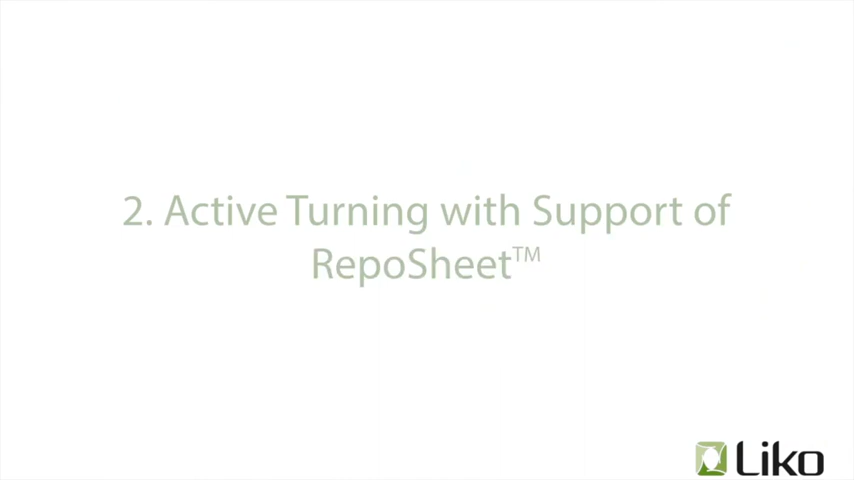 2. Active Turning with Support of
RepoSheet™
Liko